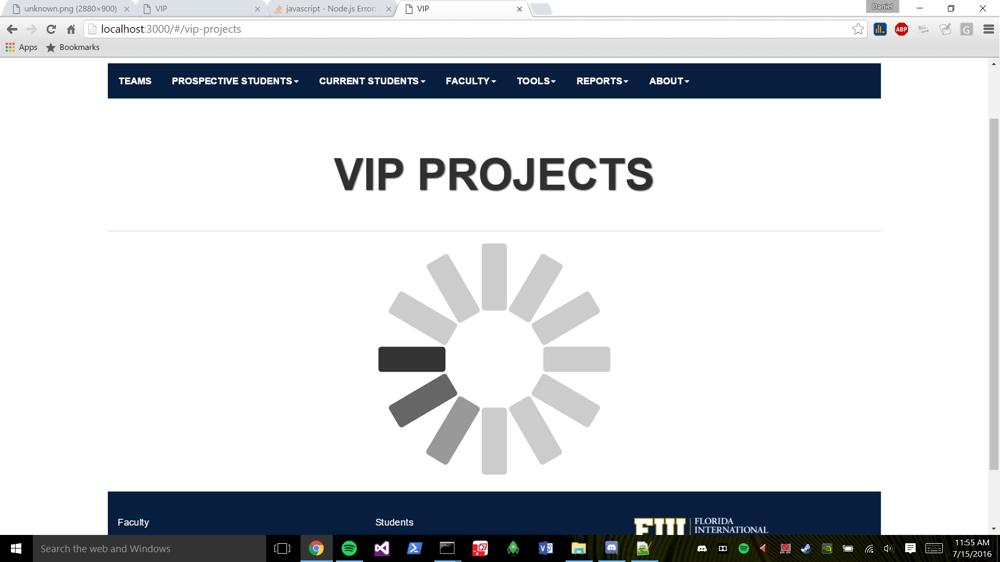 unknown.png (2880×900)
VIP
javascript - Node.js Error:
VIP
Daniel
localhost:3000/#/vip-projects
ABP
G
Apps
Bookmarks
TEAMS PROSPECTIVE STUDENTS CURRENT STUDENTS FACULTY TOOLS REPORTS ABOUT
VIP PROJECTS
Faculty
Students
FIU
FLORIDA
INTERNATIONAL
Search the web and Windows
11:55 AM
7/15/2016